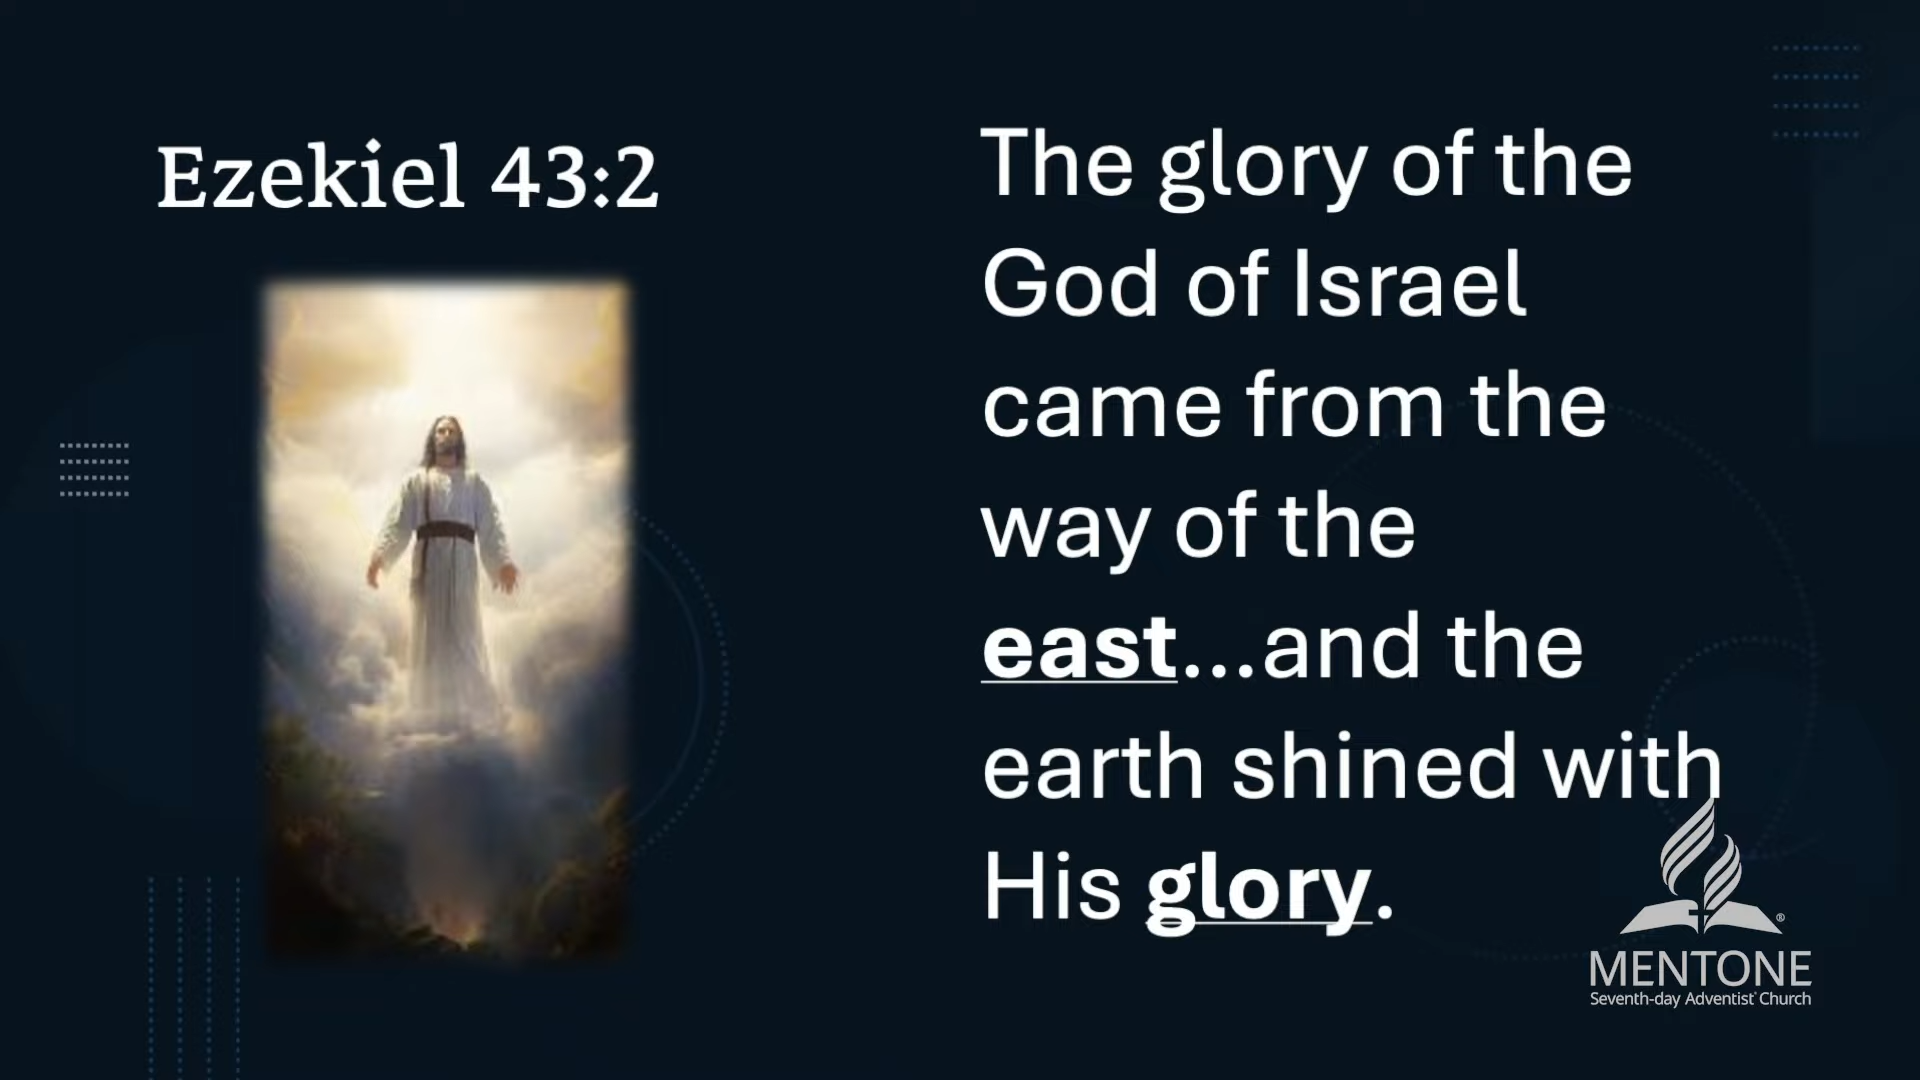 Ezekiel 43:2
The glory of the
God of Israel
came from the
way of the
east...and the
earth shined with
His glory.
®
MENTONE
Seventh-day Adventist® Church